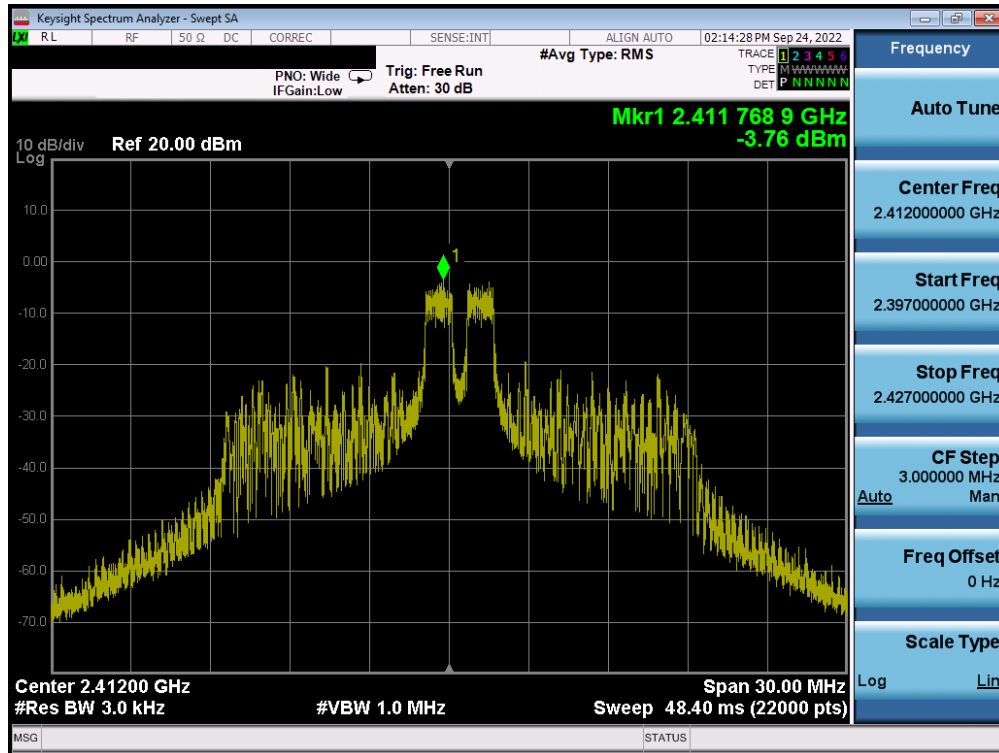 Keysight Spectrum Analyzer - Swept SA
LXI RL RF 50 Ω DC CORREC SENSE:INT ALIGN AUTO 02:14:28 PM Sep 24, 2022
PNO: Wide
IFGain:Low
Trig: Free Run
Atten: 30 dB
#Avg Type: RMS
TRACE 1 2 3 4 5 6
TYPE M W W W W W
DET P N N N N N
Mkr1 2.411 768 9 GHz
-3.76 dBm
10 dB/div
Log
Ref 20.00 dBm
1
10.0
0.00
-10.0
-20.0
-30.0
-40.0
-50.0
-60.0
-70.0
Center 2.41200 GHz
Span 30.00 MHz
#Res BW 3.0 kHz
#VBW 1.0 MHz
Sweep 48.40 ms (22000 pts)
MSG
STATUS
Frequency
Auto Tune
Center Freq
2.412000000 GHz
Start Freq
2.397000000 GHz
Stop Freq
2.427000000 GHz
CF Step
3.000000 MHz
Auto Man
Freq Offset
0 Hz
Scale Type
Log Lin